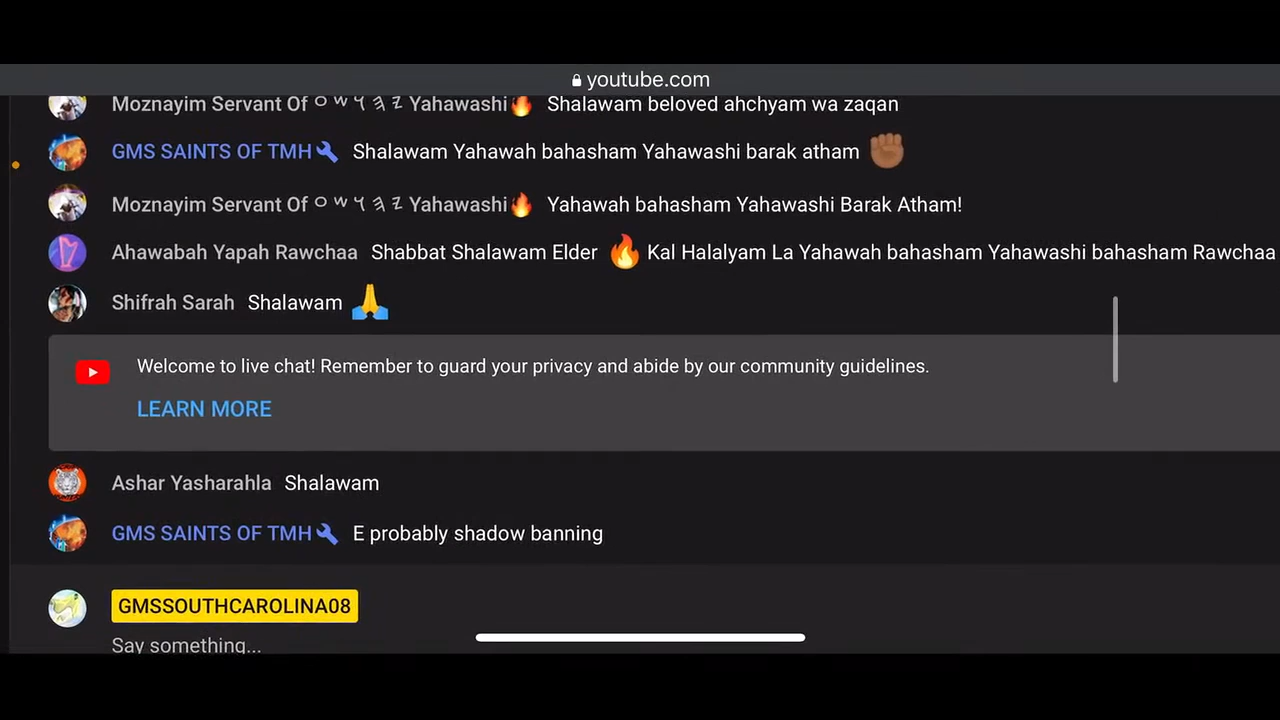 youtube.com
Moznayim Servant Of Yahawashi🔥 Shalawam beloved ahchyam wa zaqan
GMS SAINTS OF TMH Shalawam Yahawah bahasham Yahawashi barak atham ✊🏾
Moznayim Servant Of Yahawashi🔥 Yahawah bahasham Yahawashi Barak Atham!
Ahawabah Yapah Rawchaa Shabbat Shalawam Elder 🔥 Kal Halalyam La Yahawah bahasham Yahawashi bahasham Rawchaa
Shifrah Sarah Shalawam 🙏
Welcome to live chat! Remember to guard your privacy and abide by our community guidelines.
LEARN MORE
Ashar Yasharahla Shalawam
GMS SAINTS OF TMH E probably shadow banning
GMSSOUTHCAROLINA08
Say something...